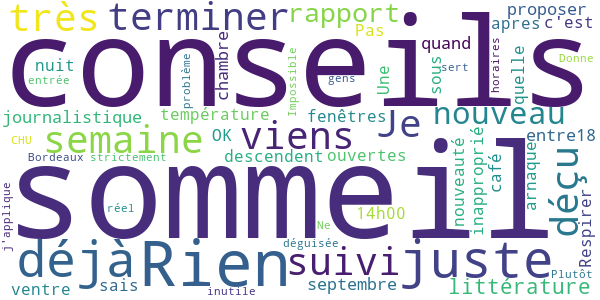 très terminer rapport Pas proposer
conseils quand apres c'est
nuit chambre problème Impossible gens sous Une horaires quelle Donne
entrée sert
journalistique température fenêtres nouveau
CHU semaine OK viens Je entre18
Bordeaux strictement descendent ouvertes nouveauté inapproprié café arnaque déçu
sommeil
j'applique réel 14h00 Ne Respirer
déguisée
déjà Rien suivi juste Plutôt
ventre sais inutile septembre littérature